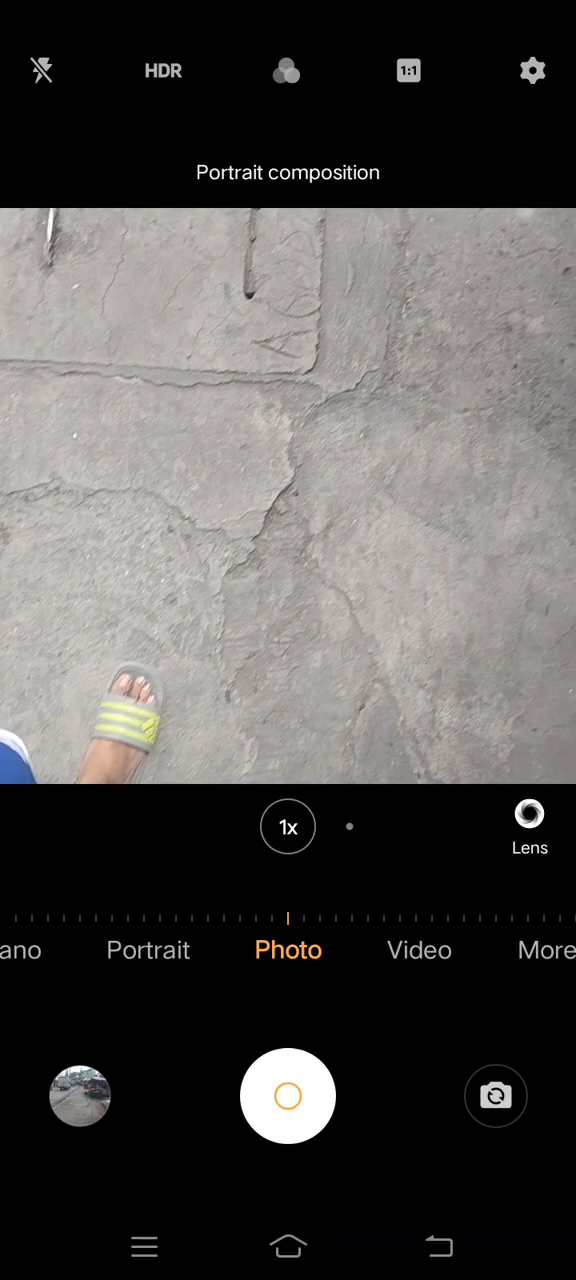 HDR
1:1
Portrait composition
1x
Lens
ano
Portrait
Photo
Video
More